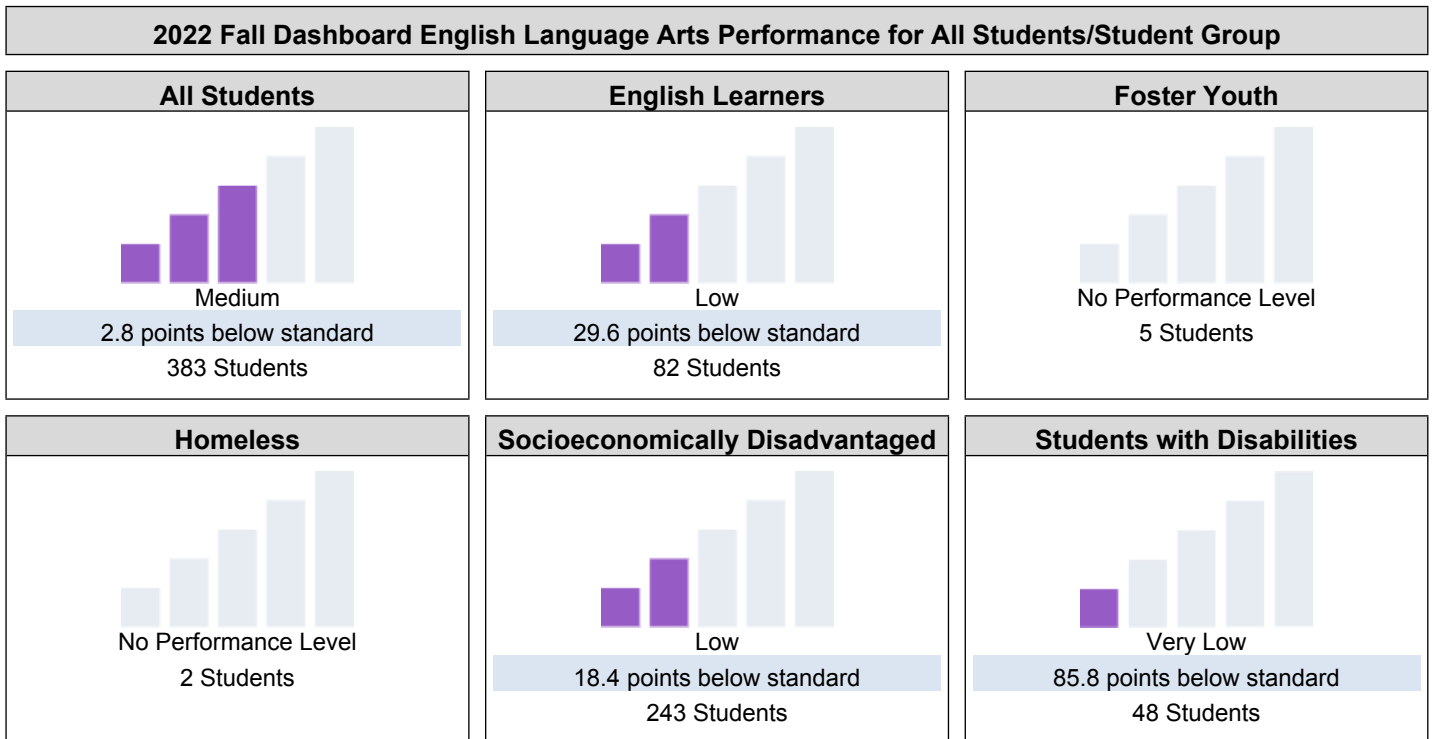 2022 Fall Dashboard English Language Arts Performance for All Students/Student Group
All Students
Medium
2.8 points below standard
383 Students
English Learners
Low
29.6 points below standard
82 Students
Foster Youth
No Performance Level
5 Students
Homeless
No Performance Level
2 Students
Socioeconomically Disadvantaged
Low
18.4 points below standard
243 Students
Students with Disabilities
Very Low
85.8 points below standard
48 Students